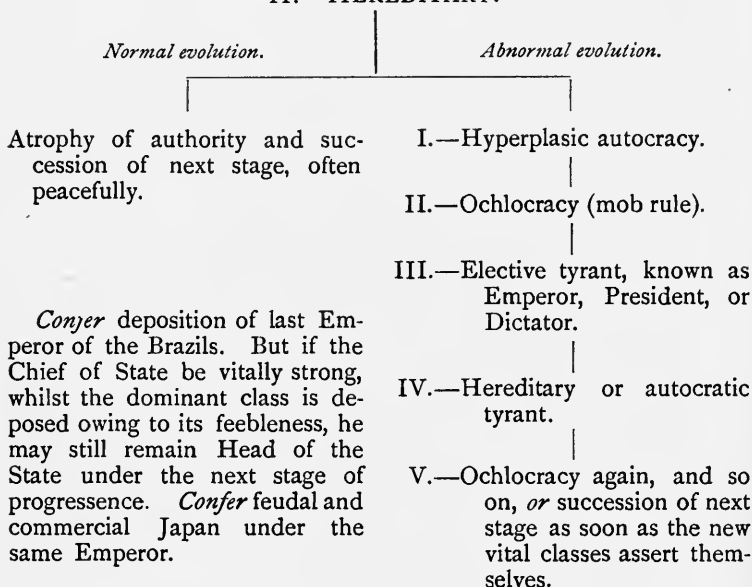 Normal evolution.
Abnormal evolution.
Atrophy of authority and suc-
cession of next stage, often
peacefully.
Conjer deposition of last Em-
peror of the Brazils. But if the
Chief of State be vitally strong,
whilst the dominant class is de-
posed owing to its feebleness, he
may still remain Head of the
State under the next stage of
progressence. Confer feudal and
commercial Japan under the
same Emperor.
I.—Hyperplasic autocracy.
II.—Ochlocracy (mob rule).
III.—Elective tyrant, known as
Emperor, President, or
Dictator.
IV.—Hereditary or autocratic
tyrant.
V.—Ochlocracy again, and so
on, or succession of next
stage as soon as the new
vital classes assert them-
selves.